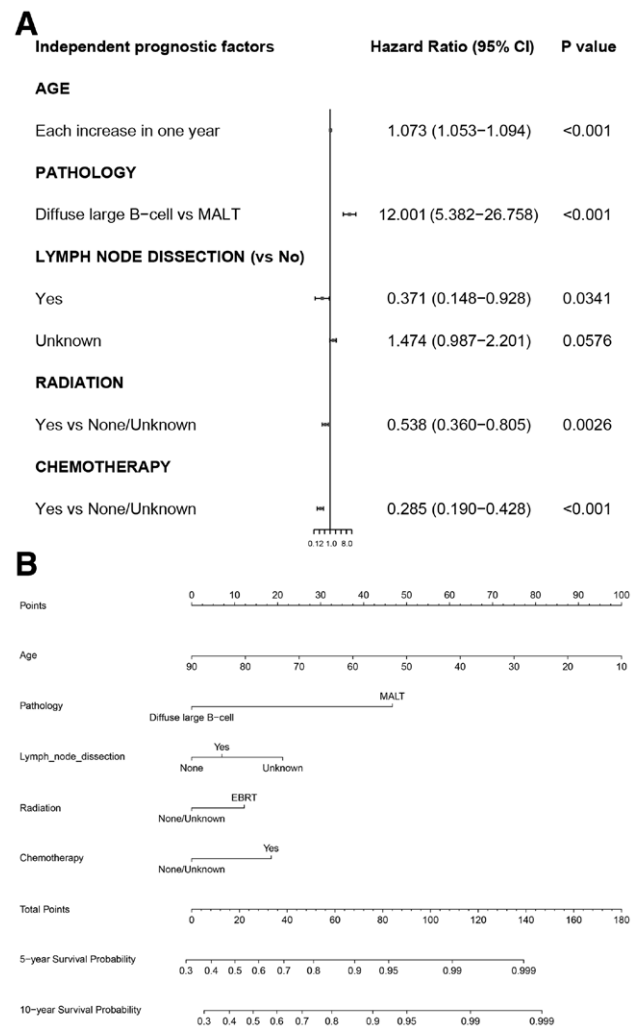 A
Independent prognostic factors Hazard Ratio (95% CI) P value
AGE
Each increase in one year 1.073 (1.053−1.094) <0.001
PATHOLOGY
Diffuse large B−cell vs MALT 12.001 (5.382−26.758) <0.001
LYMPH NODE DISSECTION (vs No)
Yes 0.371 (0.148−0.928) 0.0341
Unknown 1.474 (0.987−2.201) 0.0576
RADIATION
Yes vs None/Unknown 0.538 (0.360−0.805) 0.0026
CHEMOTHERAPY
Yes vs None/Unknown 0.285 (0.190−0.428) <0.001
0.12 1.0 8.0
B
Points 0 10 20 30 40 50 60 70 80 90 100
Age 90 80 70 60 50 40 30 20 10
MALT
Pathology
Diffuse large B−cell
Yes
Lymph_node_dissection
None Unknown
EBRT
Radiation
None/Unknown
Yes
Chemotherapy
None/Unknown
Total Points 0 20 40 60 80 100 120 140 160 180
5−year Survival Probability 0.3 0.4 0.5 0.6 0.7 0.8 0.9 0.95 0.99 0.999
10−year Survival Probability 0.3 0.4 0.5 0.6 0.7 0.8 0.9 0.95 0.99 0.999